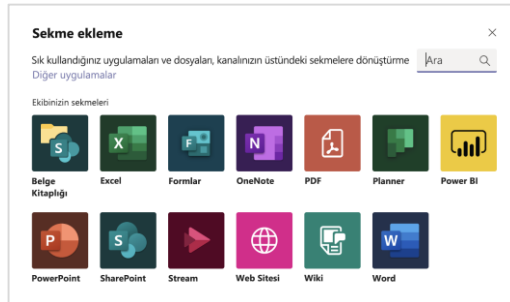 Sekme ekleme
Sık kullandığınız uygulamaları ve dosyaları, kanalınızın üstündeki sekmelere dönüştürme
Ara
Diğer uygulamalar
Ekibinizin sekmeleri
Belge Kitaplığı
Excel
Formlar
OneNote
PDF
Planner
Power BI
PowerPoint
SharePoint
Stream
Web Sitesi
Wiki
Word